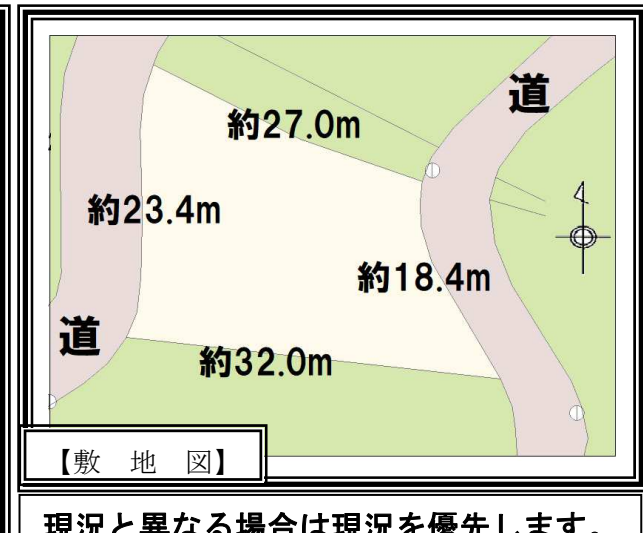 道
約27.0m
約23.4m
約18.4m
道
約32.0m
【敷 地 図】
現況と異なる場合は現況を優先します。